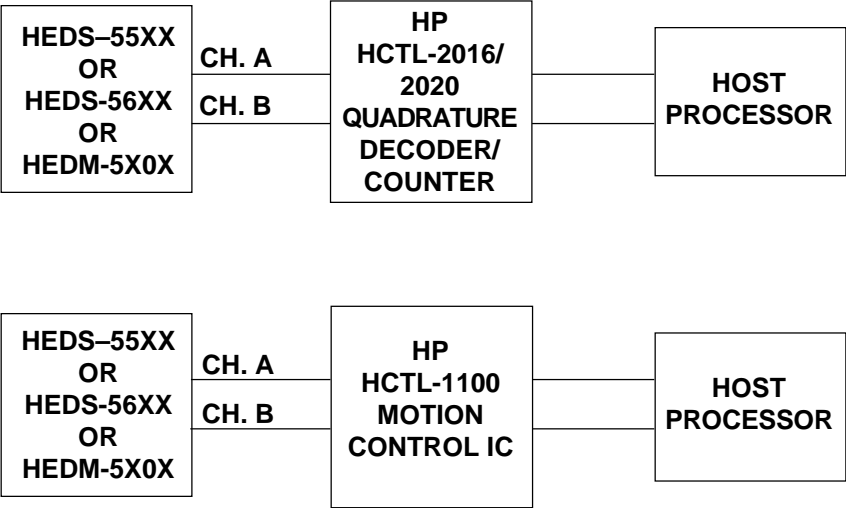 HEDS–55XX
OR
HEDS-56XX
OR
HEDM-5X0X
CH. A
CH. B
HP
HCTL-2016/
2020
QUADRATURE
DECODER/
COUNTER
HOST
PROCESSOR
HEDS–55XX
OR
HEDS-56XX
OR
HEDM-5X0X
CH. A
CH. B
HP
HCTL-1100
MOTION
CONTROL IC
HOST
PROCESSOR